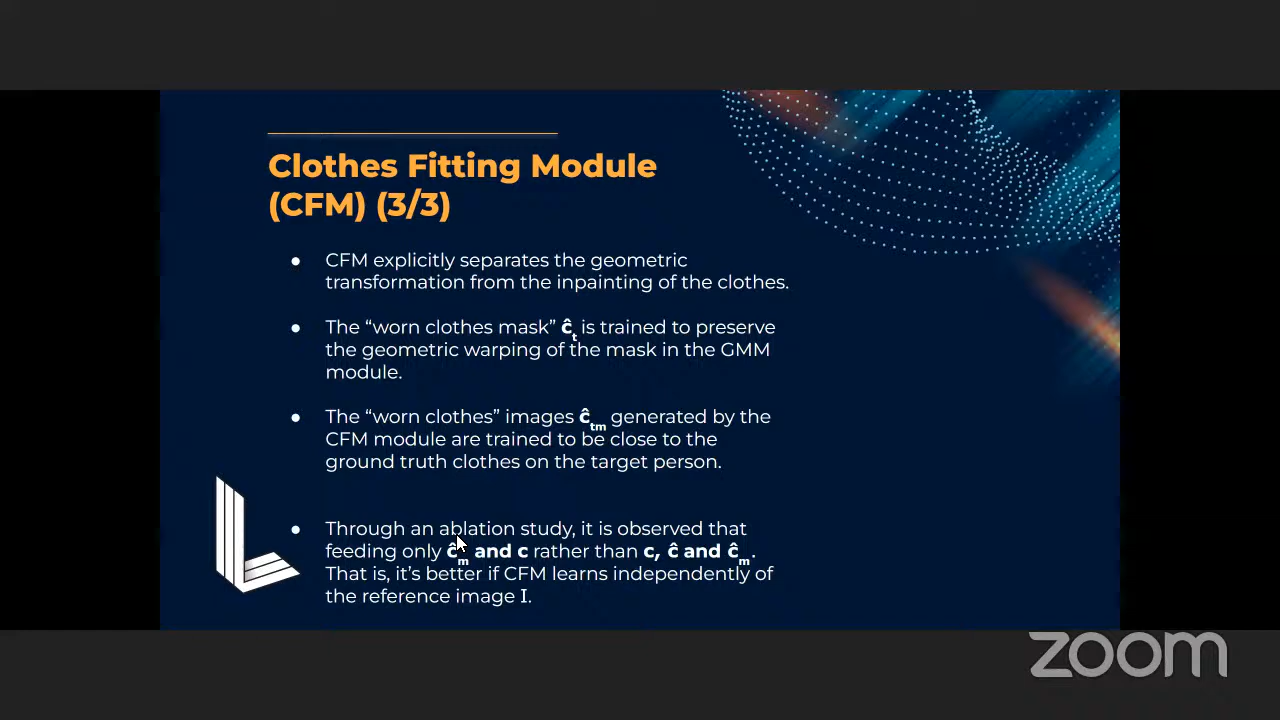 Clothes Fitting Module
(CFM) (3/3)
● CFM explicitly separates the geometric
transformation from the inpainting of the clothes.
● The “worn clothes mask” ĉt is trained to preserve
the geometric warping of the mask in the GMM
module.
● The “worn clothes” images ĉtm generated by the
CFM module are trained to be close to the
ground truth clothes on the target person.
● Through an ablation study, it is observed that
feeding only ĉm and c rather than c, ĉ and ĉm.
That is, it’s better if CFM learns independently of
the reference image I.
zoom